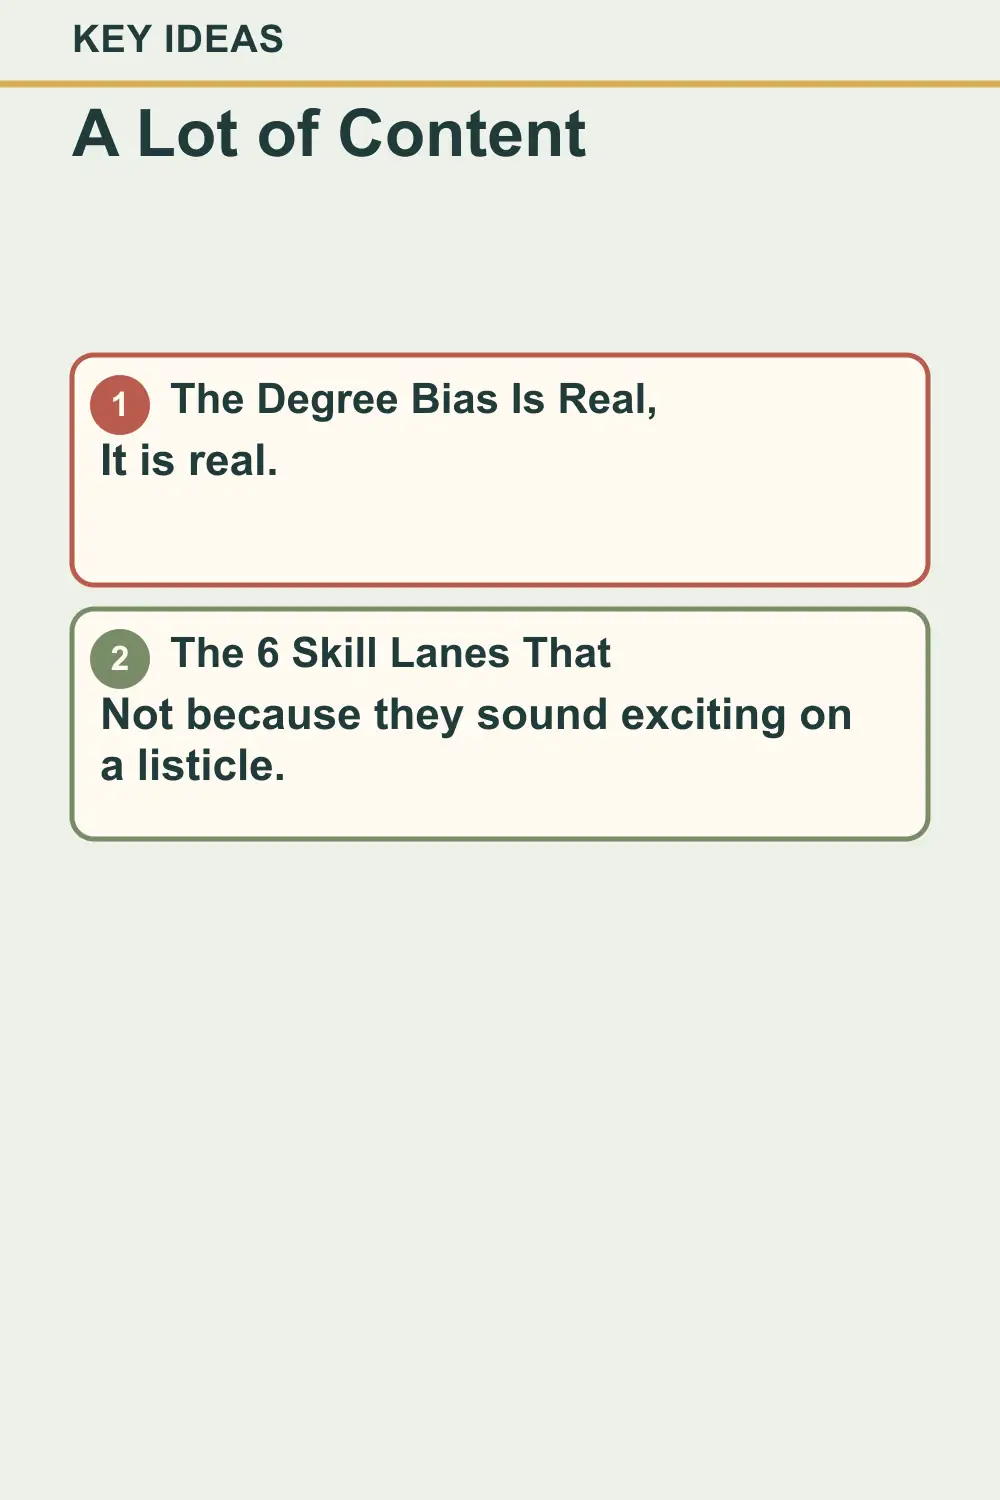 KEY IDEAS
A Lot of Content
1 The Degree Bias Is Real,
It is real.
2 The 6 Skill Lanes That
Not because they sound exciting on
a listicle.